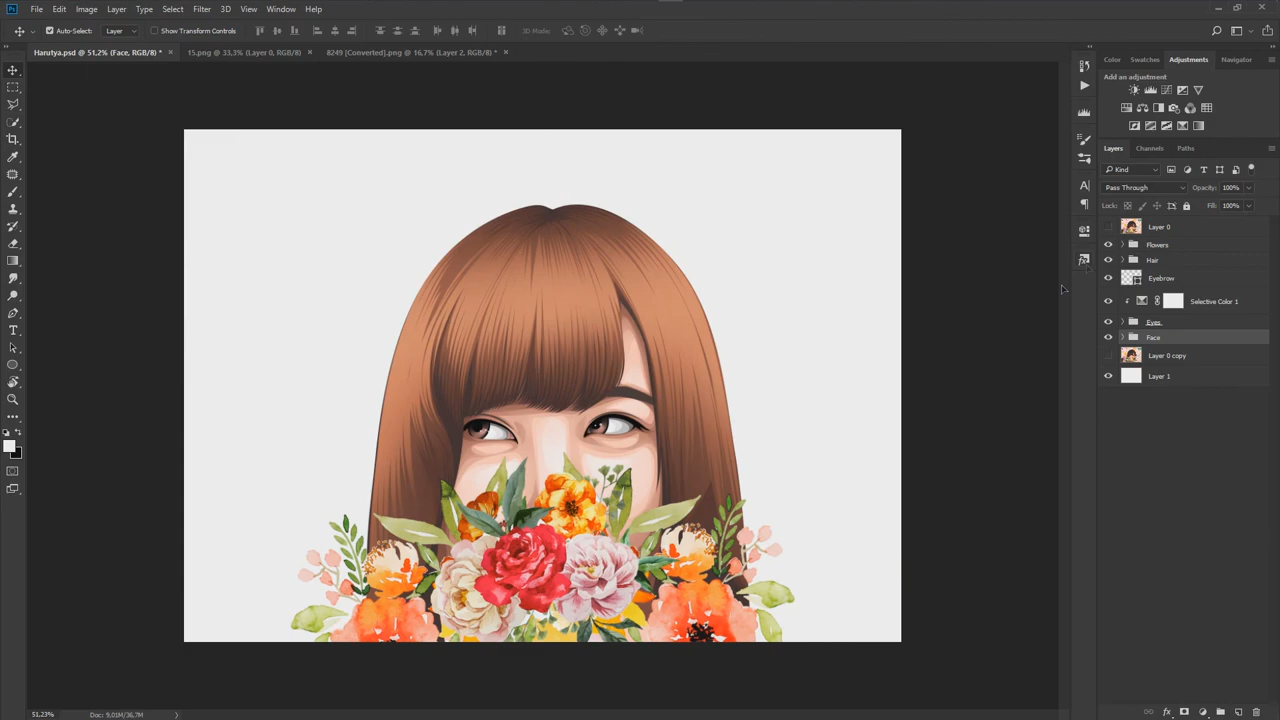 Ps File Edit Image Layer Type Select Filter 3D View Window Help
Auto-Select: Layer Show Transform Controls 3D Mode:
Harutya.psd @ 51,2% (Face, RGB/8) * × 15.png @ 33,3% (Layer 0, RGB/8) × 8249 [Converted].png @ 16,7% (Layer 2, RGB/8) * ×
Color Swatches Adjustments Navigator
Add an adjustment
Layers Channels Paths
Kind
Pass Through Opacity: 100%
Lock: Fill: 100%
Layer 0
Flowers
Hair
Eyebrow
Selective Color 1
Eyes
Face
Layer 0 copy
Layer 1
51,23% Doc: 9,01M/36,7M